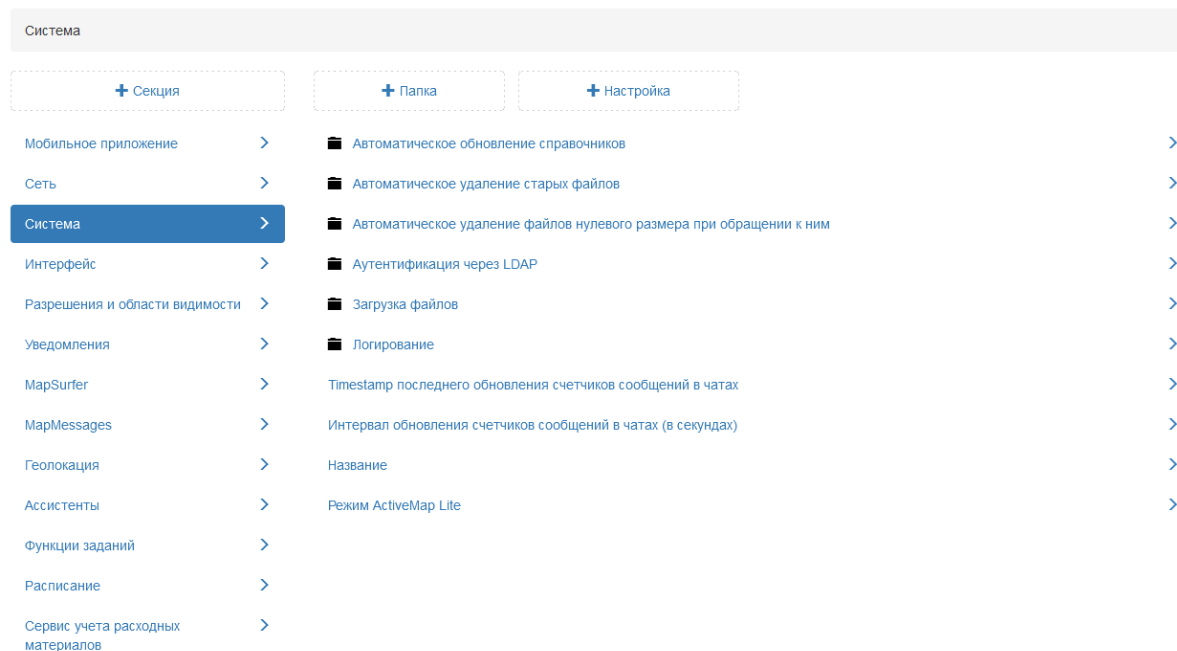 Система
Секция
Папка
Настройка
Мобильное приложение
Сеть
Система
Интерфейс
Разрешения и области видимости
Уведомления
MapSurfer
MapMessages
Геолокация
Ассистенты
Функции заданий
Расписание
Сервис учета расходных
материалов
Автоматическое обновление справочников
Автоматическое удаление старых файлов
Автоматическое удаление файлов нулевого размера при обращении к ним
Аутентификация через LDAP
Загрузка файлов
Логирование
Timestamp последнего обновления счетчиков сообщений в чатах
Интервал обновления счетчиков сообщений в чатах (в секундах)
Название
Режим ActiveMap Lite